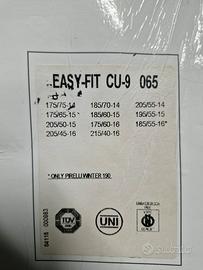 EASY-FIT CU-9 065
175/75-14 185/70-14 205/55-14
175/65-15 185/60-15 195/55-15
205/50-15 175/60-16 185/55-16*
205/45-16 215/40-16
* ONLY PIRELLI WINTER 190
TÜV
UNI
64116 000983